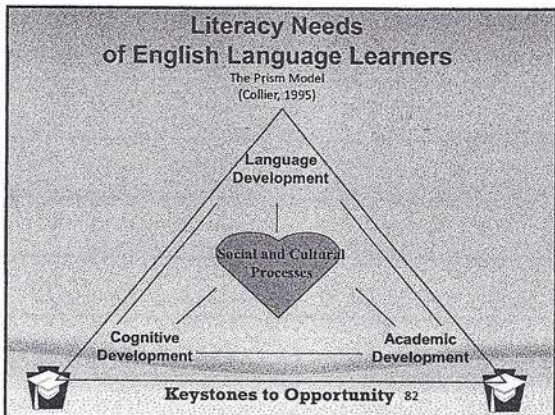 Literacy Needs
of English Language Learners
The Prism Model
(Collier, 1995)
Language
Development
Social and Cultural
Processes
Cognitive
Development
Academic
Development
Keystones to Opportunity 82